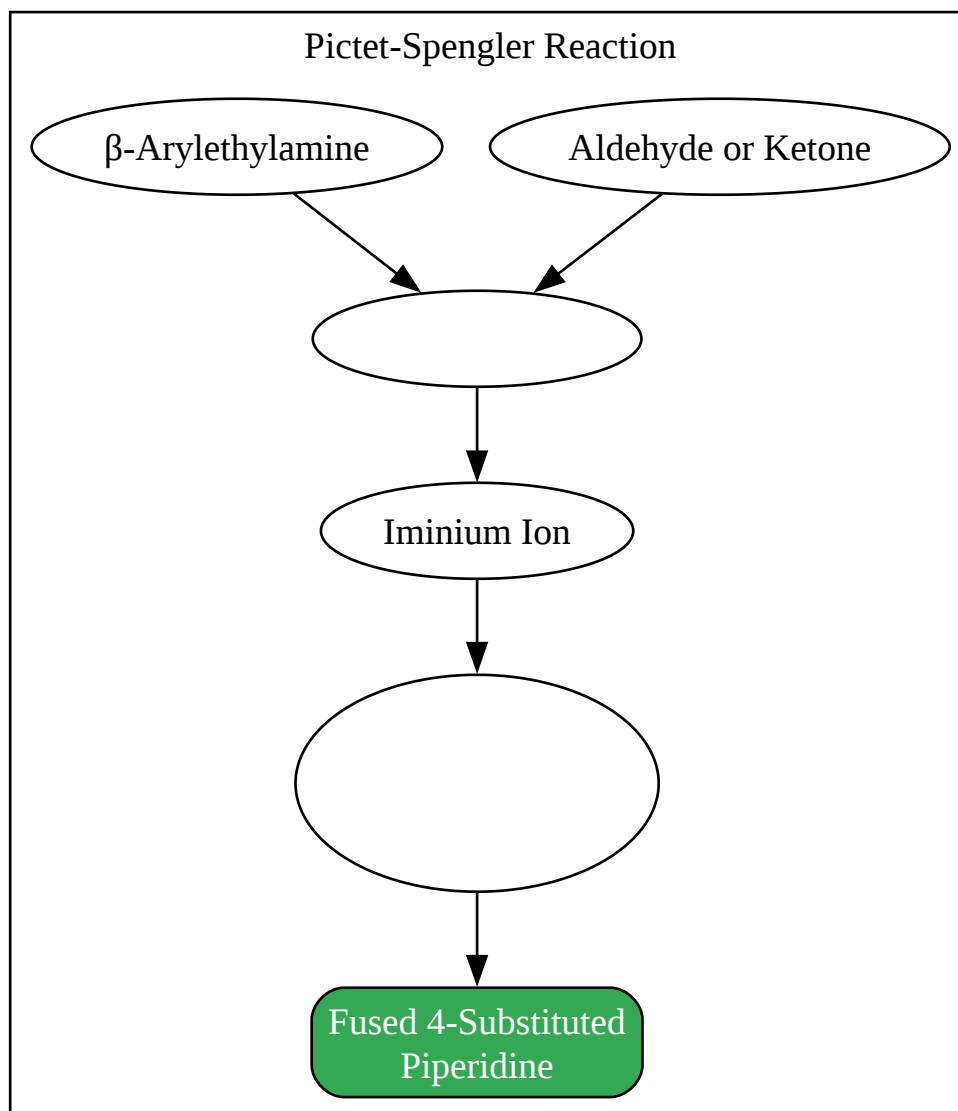 Pictet-Spengler Reaction
β-Arylethylamine
Aldehyde or Ketone
Iminium Ion
Fused 4-Substituted
Piperidine